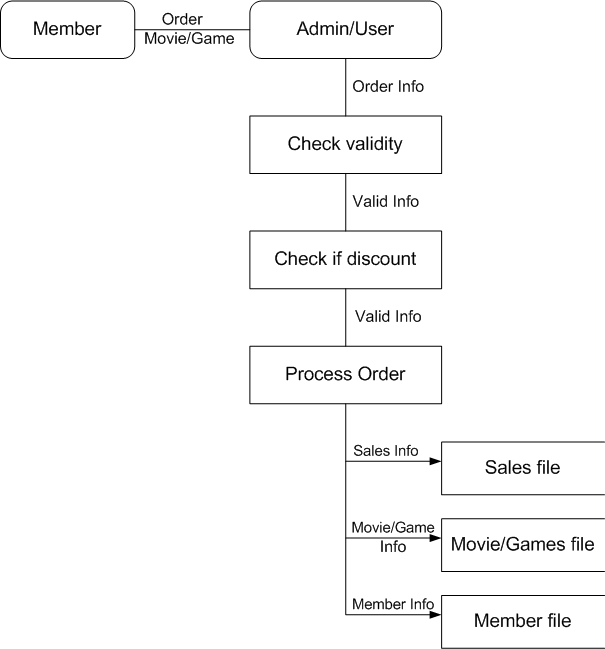 Member
Order
Movie/Game
Admin/User
Order Info
Check validity
Valid Info
Check if discount
Valid Info
Process Order
Sales Info
Sales file
Movie/Game
Info
Movie/Games file
Member Info
Member file